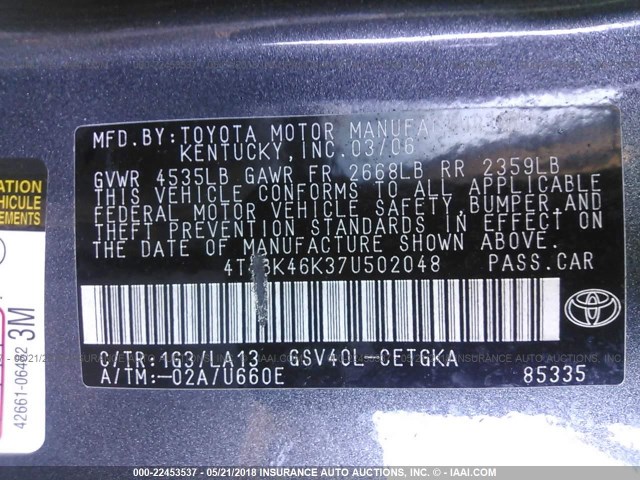 MFD. BY: TOYOTA MOTOR
KENTUCKY, INC. 03/06
GVWR 4535LB GAWR FR 2668LB RR 2359LB
THIS VEHICLE CONFORMS TO ALL APPLICABLE
FEDERAL MOTOR VEHICLE SAFETY, BUMPER, AND
THEFT PREVENTION STANDARDS IN EFFECT ON
THE DATE OF MANUFACTURE SHOWN ABOVE.
PASS. CAR
C/TR: 1G3/LA13 GSV40L-CETGKA
A/TM: -02A/U660E 85335
VEHICULE
3M
000-22453537 - 05/21/2018 INSURANCE AUTO AUCTIONS INC. (C) - IAAI.COM